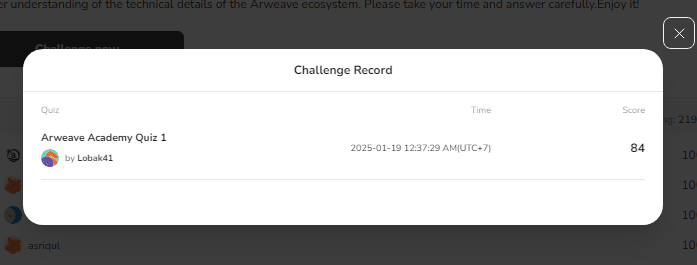 er understanding of the technical details of the Arweave ecosystem. Please take your time and answer carefully.Enjoy it!
Challenge now
Challenge Record
Quiz Time Score
Arweave Academy Quiz 1
by Lobak41
2025-01-19 12:37:29 AM(UTC+7) 84
ng: 219
10
10
10
asriqul 10